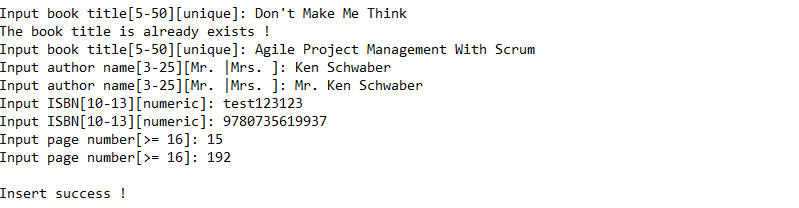 Input book title[5-50][unique]: Don't Make Me Think
The book title is already exists !
Input book title[5-50][unique]: Agile Project Management With Scrum
Input author name[3-25][Mr. |Mrs. ]: Ken Schwaber
Input author name[3-25][Mr. |Mrs. ]: Mr. Ken Schwaber
Input ISBN[10-13][numeric]: test123123
Input ISBN[10-13][numeric]: 9780735619937
Input page number[>= 16]: 15
Input page number[>= 16]: 192
Insert success !